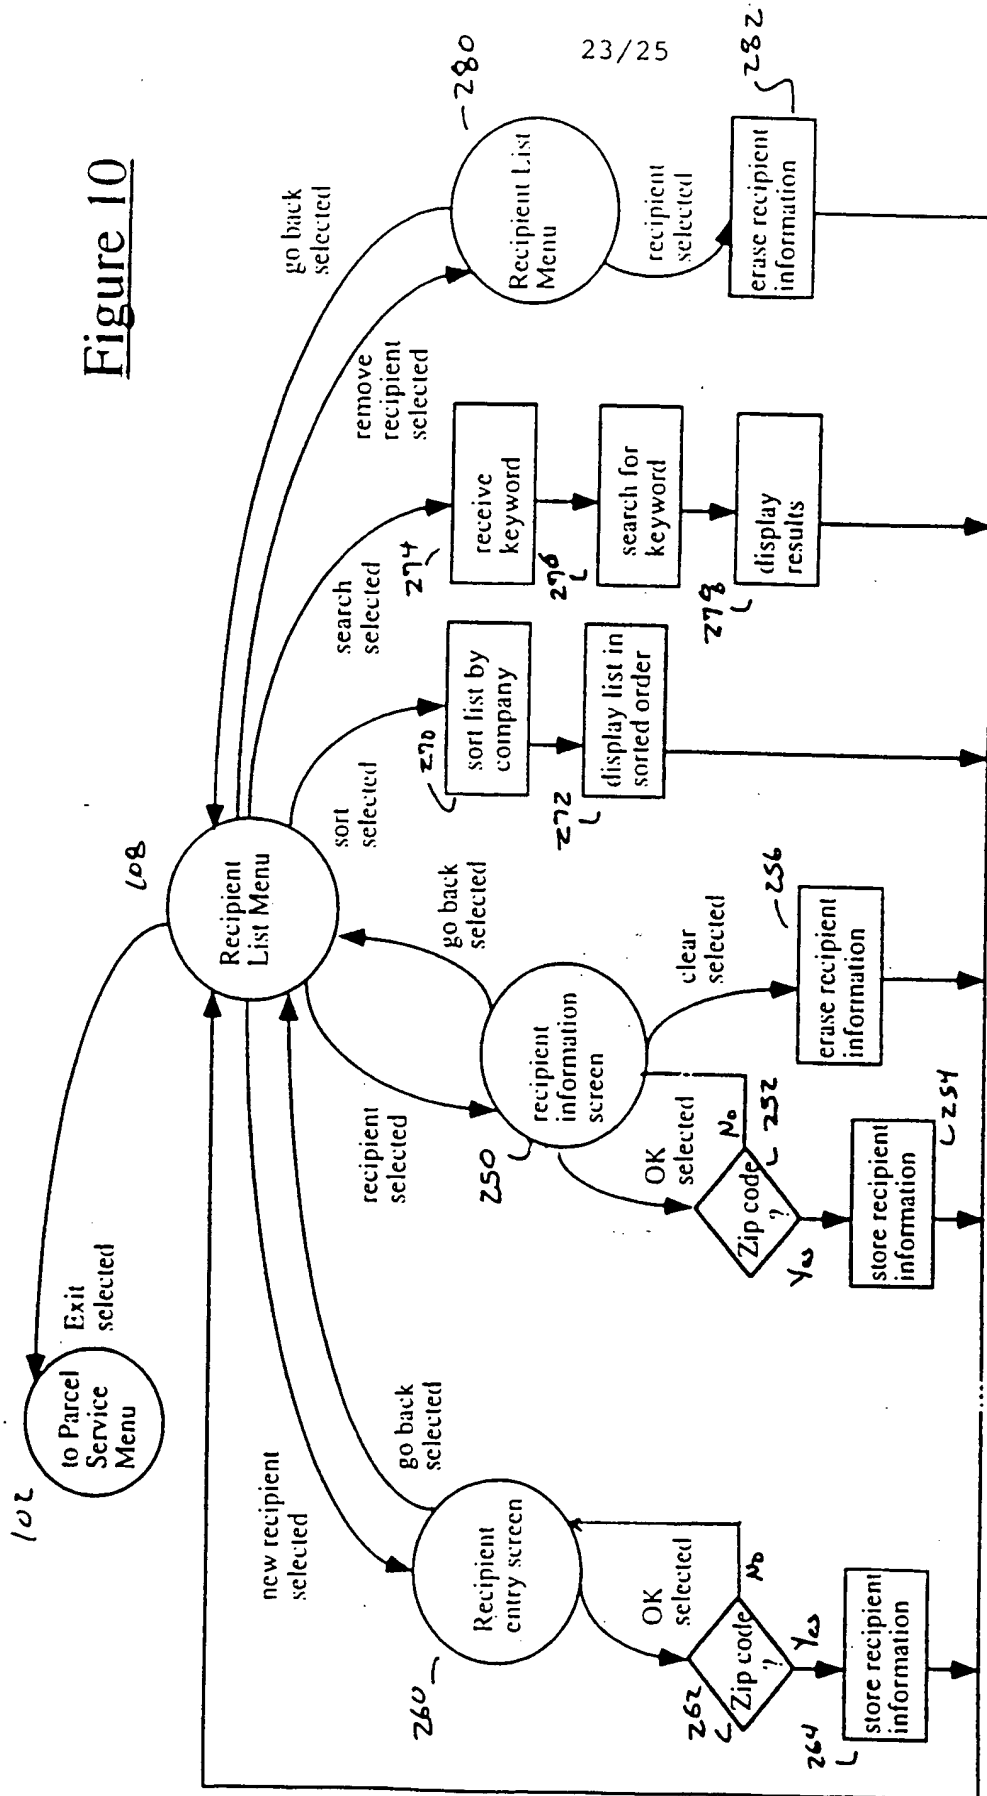 23/25
Figure 10
102
to Parcel
Service
Menu
Exit
selected
108
Recipient
List Menu
new recipient
selected
go back
selected
260
Recipient
entry screen
OK
selected
262
Zip code
?
No
Yes
264
store recipient
information
recipient
selected
go back
selected
250
recipient
information
screen
OK
selected
No
252
Zip code
?
Yes
254
store recipient
information
clear
selected
256
erase recipient
information
sort
selected
270
sort list by
company
272
display list in
sorted order
search
selected
274
receive
keyword
276
search for
keyword
278
display
results
remove
recipient
selected
go back
selected
280
Recipient List
Menu
recipient
selected
282
erase recipient
information